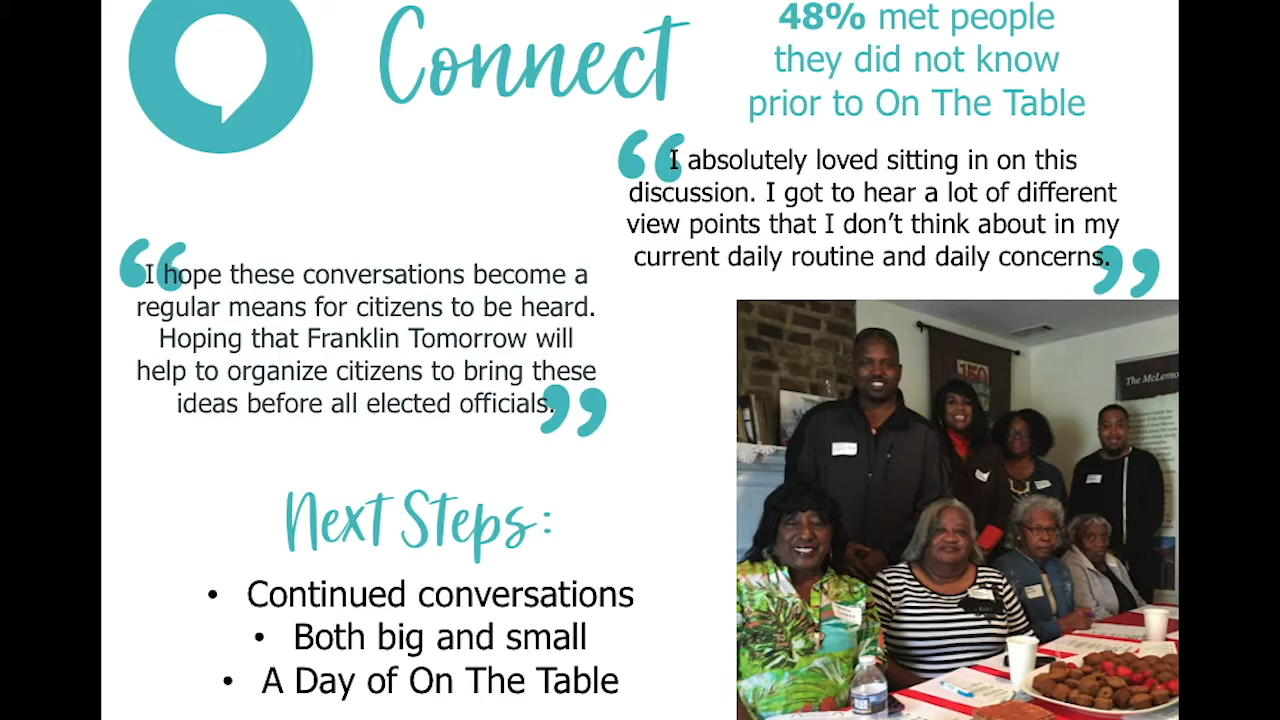 Connect
48% met people
they did not know
prior to On The Table
“I absolutely loved sitting in on this
discussion. I got to hear a lot of different
view points that I don’t think about in my
current daily routine and daily concerns.”
“I hope these conversations become a
regular means for citizens to be heard.
Hoping that Franklin Tomorrow will
help to organize citizens to bring these
ideas before all elected officials.”
Next Steps:
• Continued conversations
• Both big and small
• A Day of On The Table
150
The McLemo